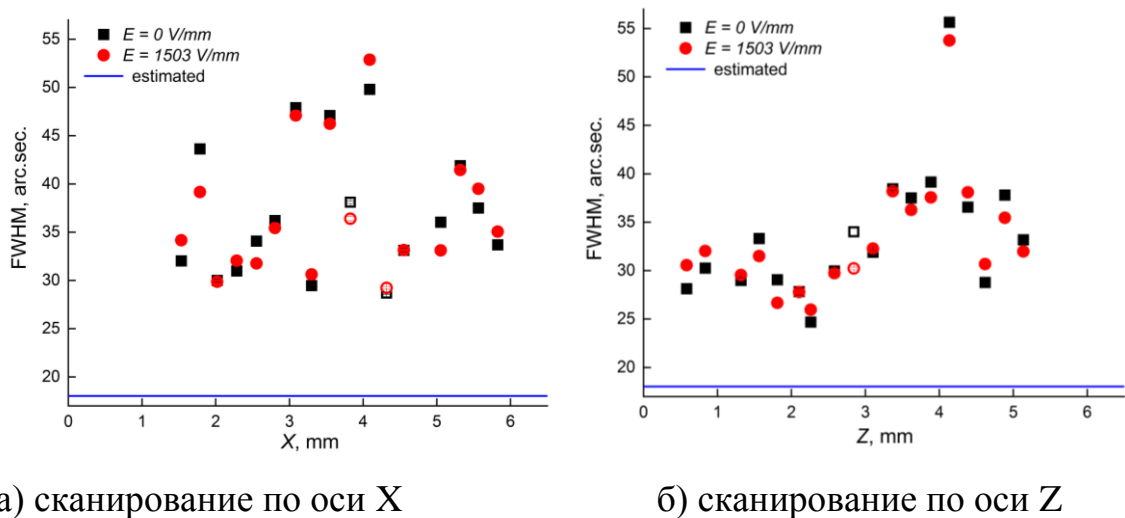 E = 0 V/mm
E = 1503 V/mm
estimated
55
50
45
40
35
30
25
20
FWHM, arc.sec.
0 1 2 3 4 5 6
X, mm
E = 0 V/mm
E = 1503 V/mm
estimated
55
50
45
40
35
30
25
20
FWHM, arc.sec.
0 1 2 3 4 5 6
Z, mm
а) сканирование по оси X
б) сканирование по оси Z